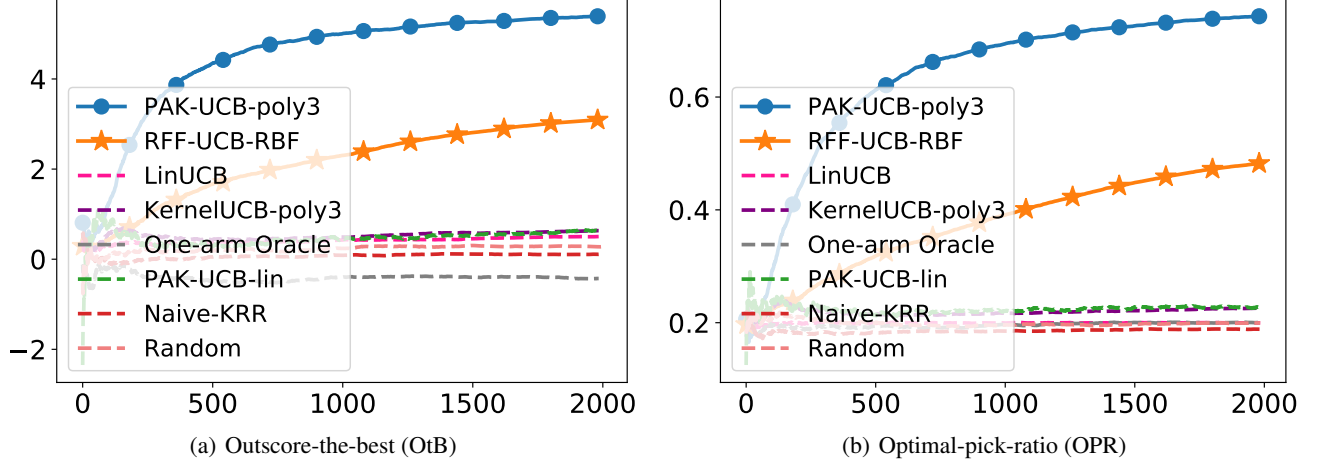 4
2
0
−2
PAK-UCB-poly3
RFF-UCB-RBF
LinUCB
KernelUCB-poly3
One-arm Oracle
PAK-UCB-lin
Naive-KRR
Random
0 500 1000 1500 2000
(a) Outscore-the-best (OtB)
0.6
0.4
0.2
PAK-UCB-poly3
RFF-UCB-RBF
LinUCB
KernelUCB-poly3
One-arm Oracle
PAK-UCB-lin
Naive-KRR
Random
0 500 1000 1500 2000
(b) Optimal-pick-ratio (OPR)